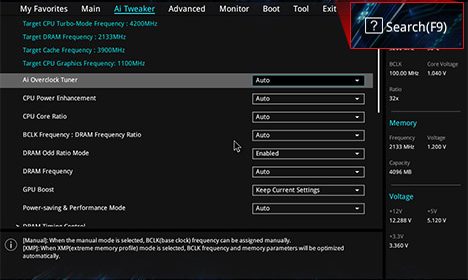 My Favorites Main Ai Tweaker Advanced Monitor Boot Tool Exit
? Search(F9)
Target CPU Turbo-Mode Frequency : 4200MHz
Target DRAM Frequency : 2133MHz
Target Cache Frequency : 3900MHz
Target CPU Graphics Frequency: 1100MHz
BCLK Core Voltage
100.00 MHz 1.040 V
Ai Overclock Tuner Auto
Ratio
32x
CPU Power Enhancement Auto
CPU Core Ratio Auto
Memory
BCLK Frequency : DRAM Frequency Ratio Auto
Frequency Voltage
2133 MHz 1.200 V
DRAM Odd Ratio Mode Enabled
Capacity
4096 MB
DRAM Frequency Auto
GPU Boost Keep Current Settings
Voltage
Power-saving & Performance Mode Auto
+12V +5V
12.288 V 5.120 V
DRAM Timing Control
+3.3V
3.360 V
[Manual]: When the manual mode is selected, BCLK(base clock) frequency can be assigned manually.
[XMP]: When XMP(extreme memory profile) mode is selected, BCLK frequency and memory parameters will be optimized
automatically.